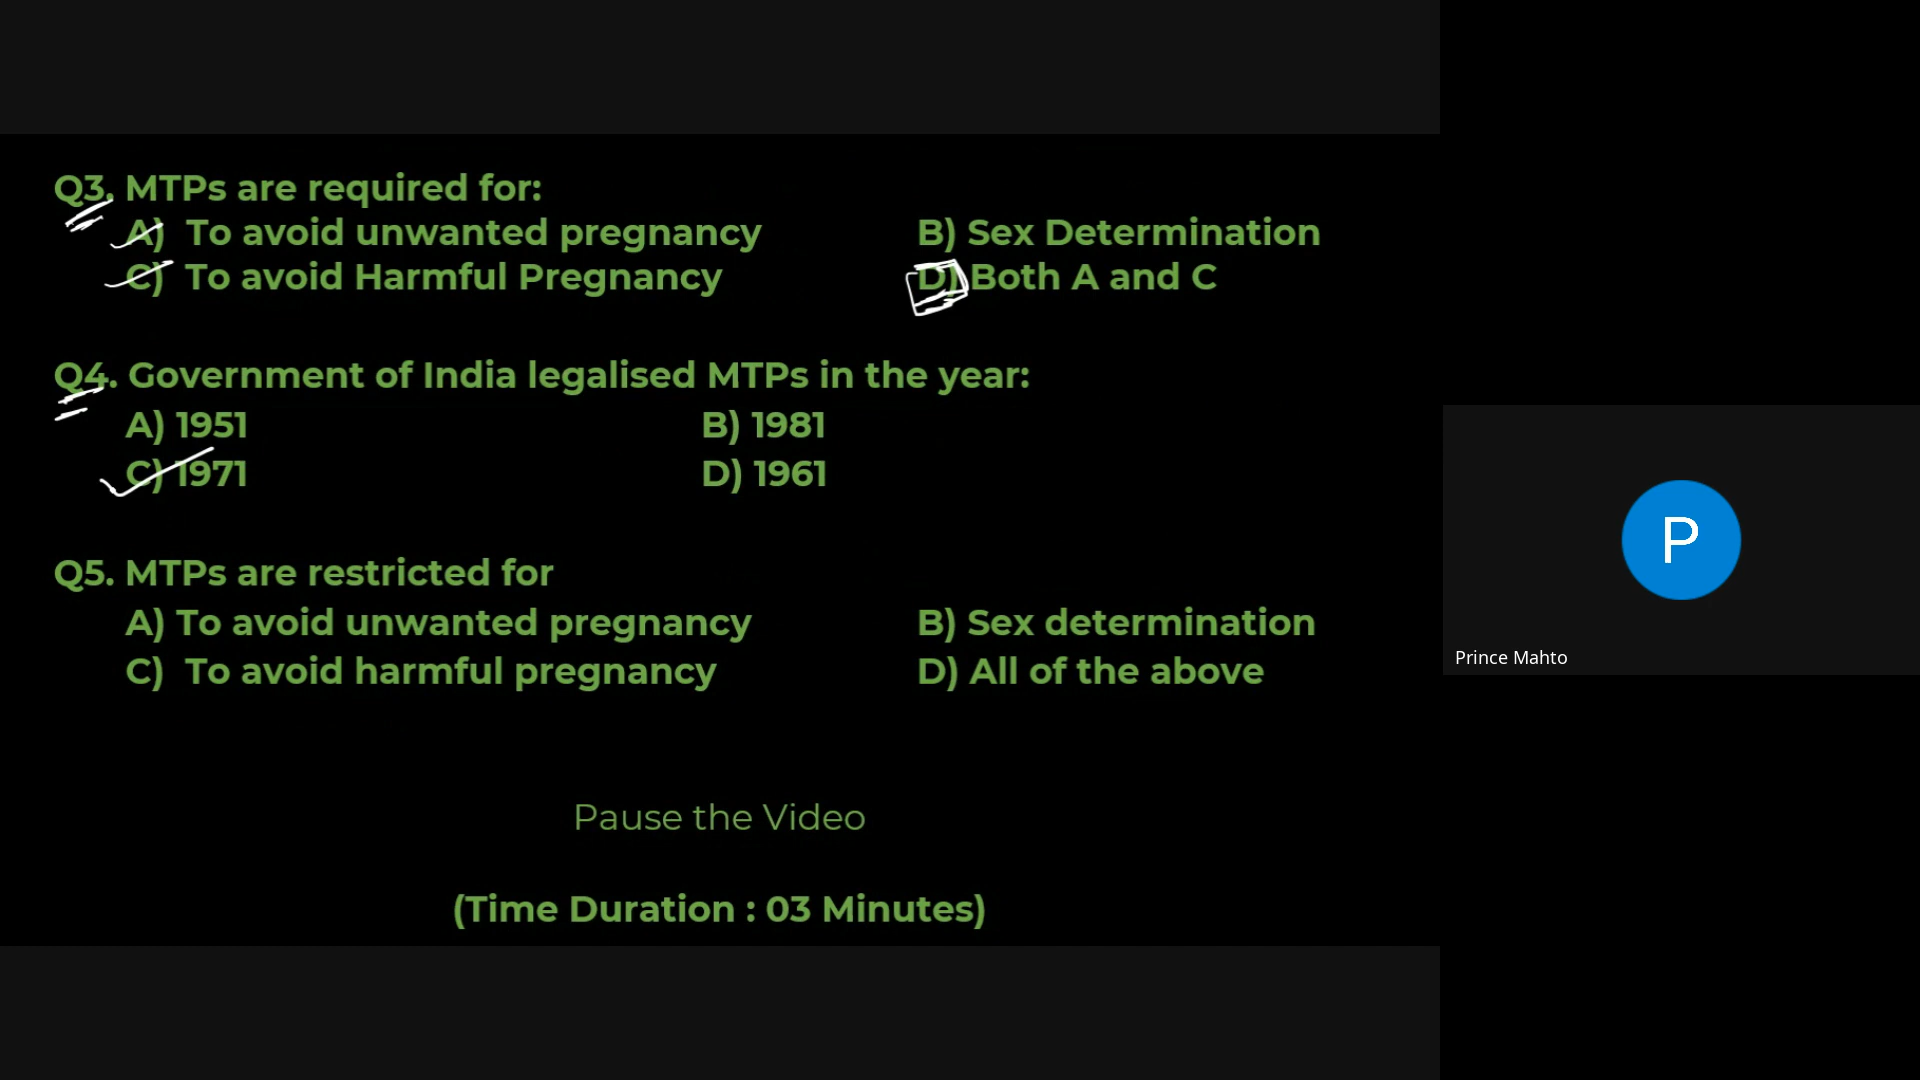 Q3. MTPs are required for:
A) To avoid unwanted pregnancy B) Sex Determination
C) To avoid Harmful Pregnancy D) Both A and C
Q4. Government of India legalised MTPs in the year:
A) 1951 B) 1981
C) 1971 D) 1961
Q5. MTPs are restricted for
A) To avoid unwanted pregnancy B) Sex determination
C) To avoid harmful pregnancy D) All of the above
Pause the Video
(Time Duration : 03 Minutes)
P
Prince Mahto